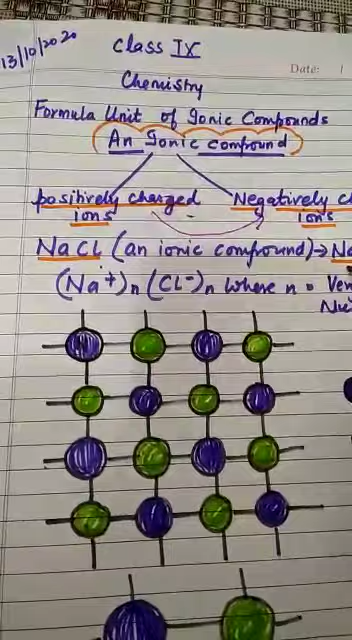 13/10/2020
Class IX
Date:
Chemistry
Formula Unit of Ionic Compounds
An Ionic compound
positively charged Negatively
ions ions
NaCl (an ionic compound)→
(Na⁺)n (Cl⁻)n where n =